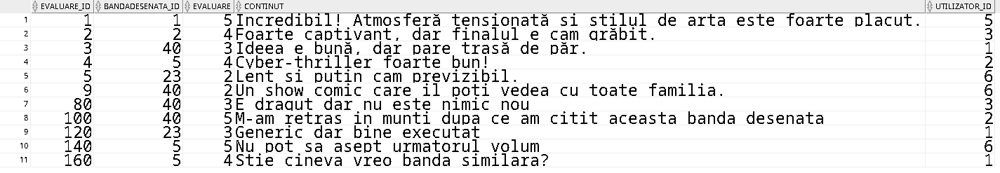 EVALUARE_ID BANDADESENATA_ID EVALUARE CONTINUT UTILIZATOR_ID
1 1 1 5 Incredibil! Atmosferă tensionată si stilul de arta este foarte placut. 5
2 2 2 4 Foarte captivant, dar finalul e cam grăbit. 3
3 3 40 3 Ideea e bună, dar pare trasă de păr. 1
4 4 5 4 Cyber-thriller foarte bun! 2
5 5 23 2 Lent si putin cam previzibil. 6
6 9 40 2 Un show comic care il poti vedea cu toate familia. 6
7 80 40 3 E dragut dar nu este nimic nou 3
8 100 40 5 M-am retras in munti dupa ce am citit aceasta banda desenata 2
9 120 23 3 Generic dar bine executat 1
10 140 5 5 Nu pot sa asept urmatorul volum 6
11 160 5 4 Stie cineva vreo banda similara? 1